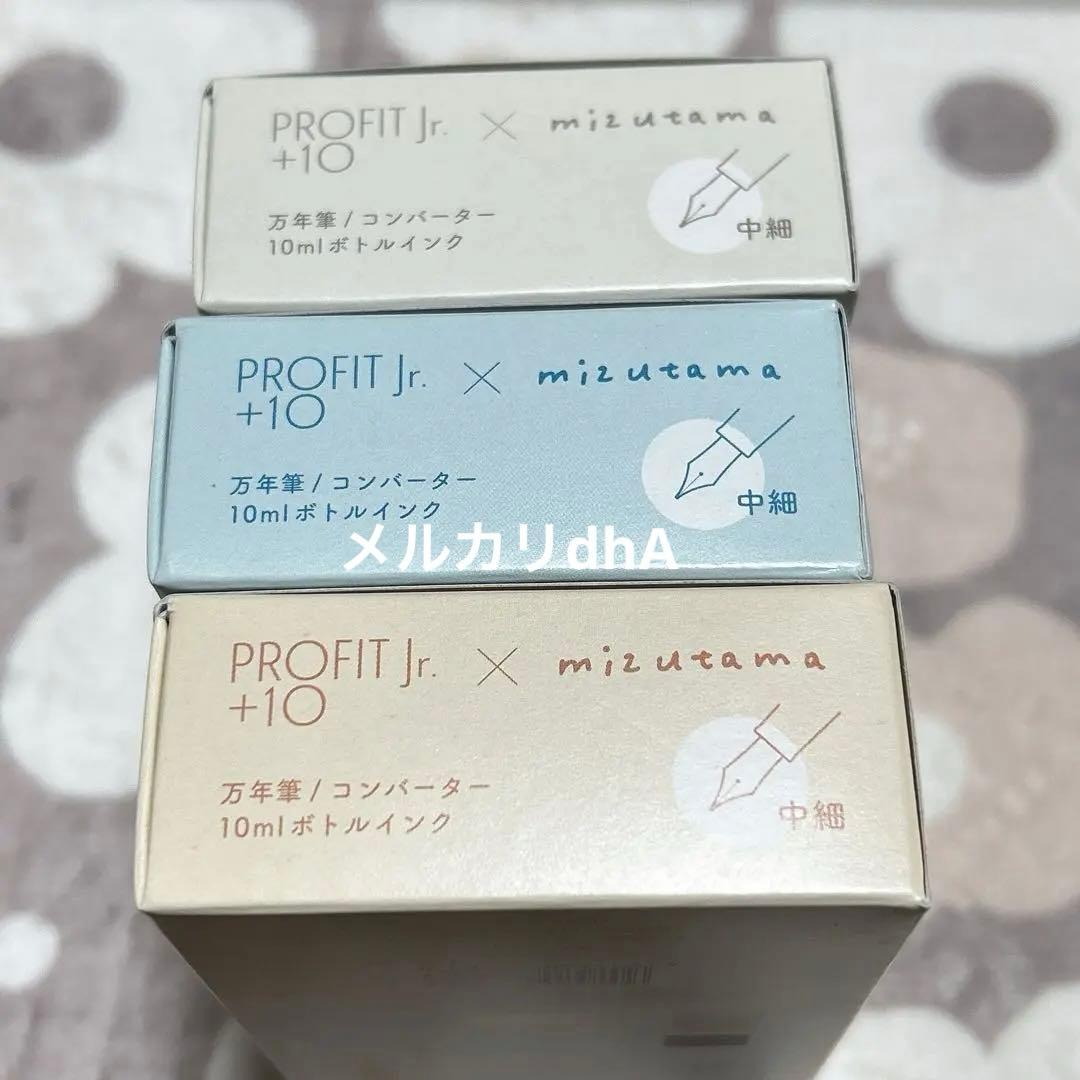 PROFIT Jr. × mizutama
+10
万年筆 / コンバーター
10mlボトルインク
中細
PROFIT Jr. × mizutama
+10
万年筆 / コンバーター
10mlボトルインク
中細
メルカリdhA
PROFIT Jr. × mizutama
+10
万年筆 / コンバーター
10mlボトルインク
中細